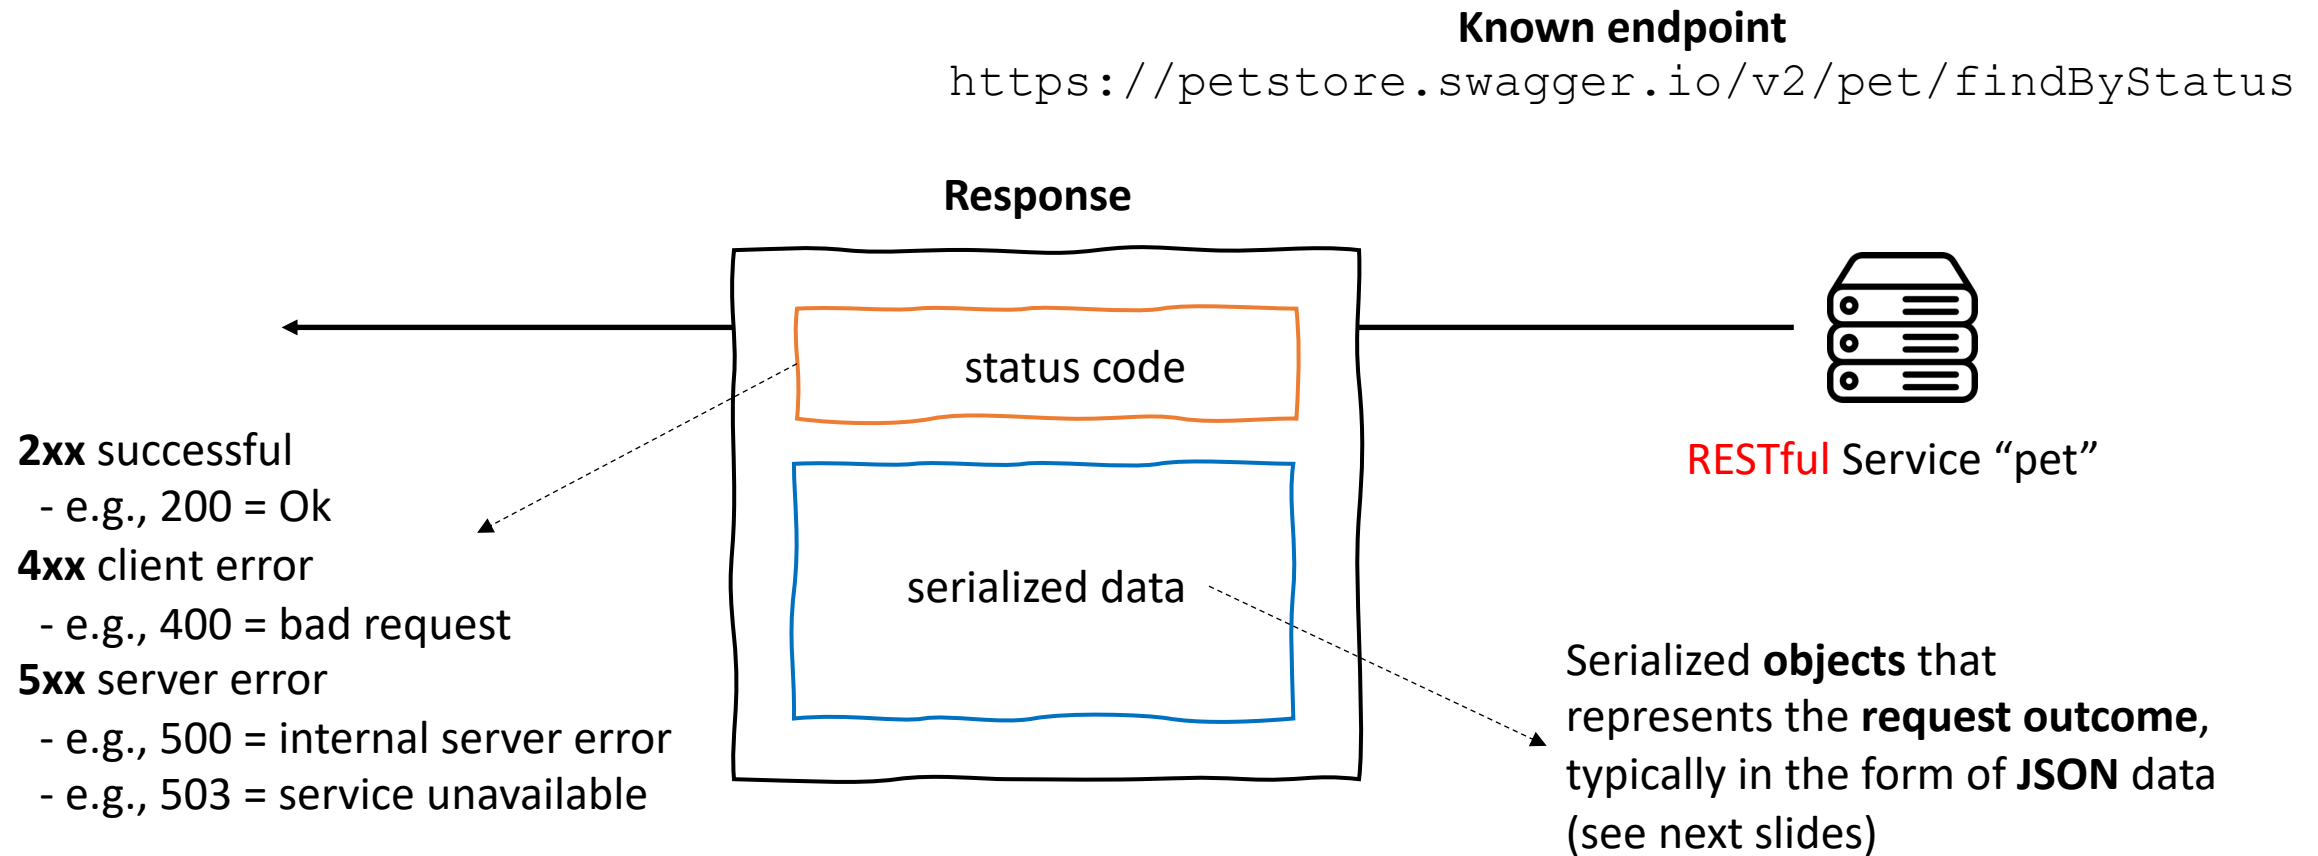 Known endpoint
https://petstore.swagger.io/v2/pet/findByStatus
Response
status code
serialized data
2xx successful
- e.g., 200 = Ok
4xx client error
- e.g., 400 = bad request
5xx server error
- e.g., 500 = internal server error
- e.g., 503 = service unavailable
RESTful Service “pet”
Serialized objects that
represents the request outcome,
typically in the form of JSON data
(see next slides)